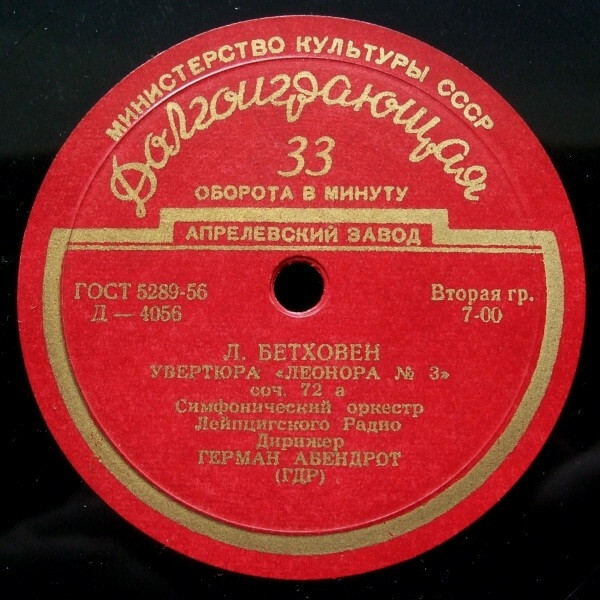 МИНИСТЕРСТВО КУЛЬТУРЫ СССР
Долгоиграющая
33
ОБОРОТА В МИНУТУ
АПРЕЛЕВСКИЙ ЗАВОД
ГОСТ 5289-56
Д — 4056
Вторая гр.
7-00
Л. БЕТХОВЕН
УВЕРТЮРА «ЛЕОНОРА № 3»
соч. 72 а
Симфонический оркестр
Лейпцигского Радио
Дирижер
ГЕРМАН АБЕНДРОТ
(ГДР)